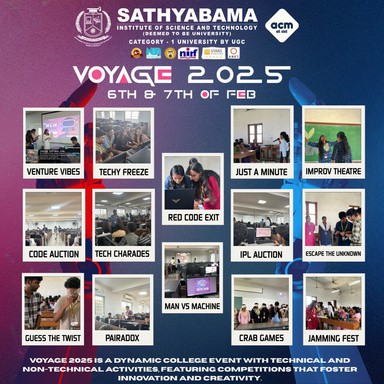 SATHYABAMA
INSTITUTE OF SCIENCE AND TECHNOLOGY
(DEEMED TO BE UNIVERSITY)
CATEGORY - 1 UNIVERSITY BY UGC
acm
nirf
VOYAGE 2025
6TH & 7TH OF FEB
VENTURE VIBES
TECHY FREEZE
JUST A MINUTE
IMPROV THEATRE
RED CODE EXIT
CODE AUCTION
TECH CHARADES
IPL AUCTION
ESCAPE THE UNKNOWN
MAN VS MACHINE
GUESS THE TWIST
PAIRADOX
CRAB GAMES
JAMMING FEST
VOYAGE 2025 IS A DYNAMIC COLLEGE EVENT WITH TECHNICAL AND
NON-TECHNICAL ACTIVITIES, FEATURING COMPETITIONS THAT FOSTER
INNOVATION AND CREATIVITY